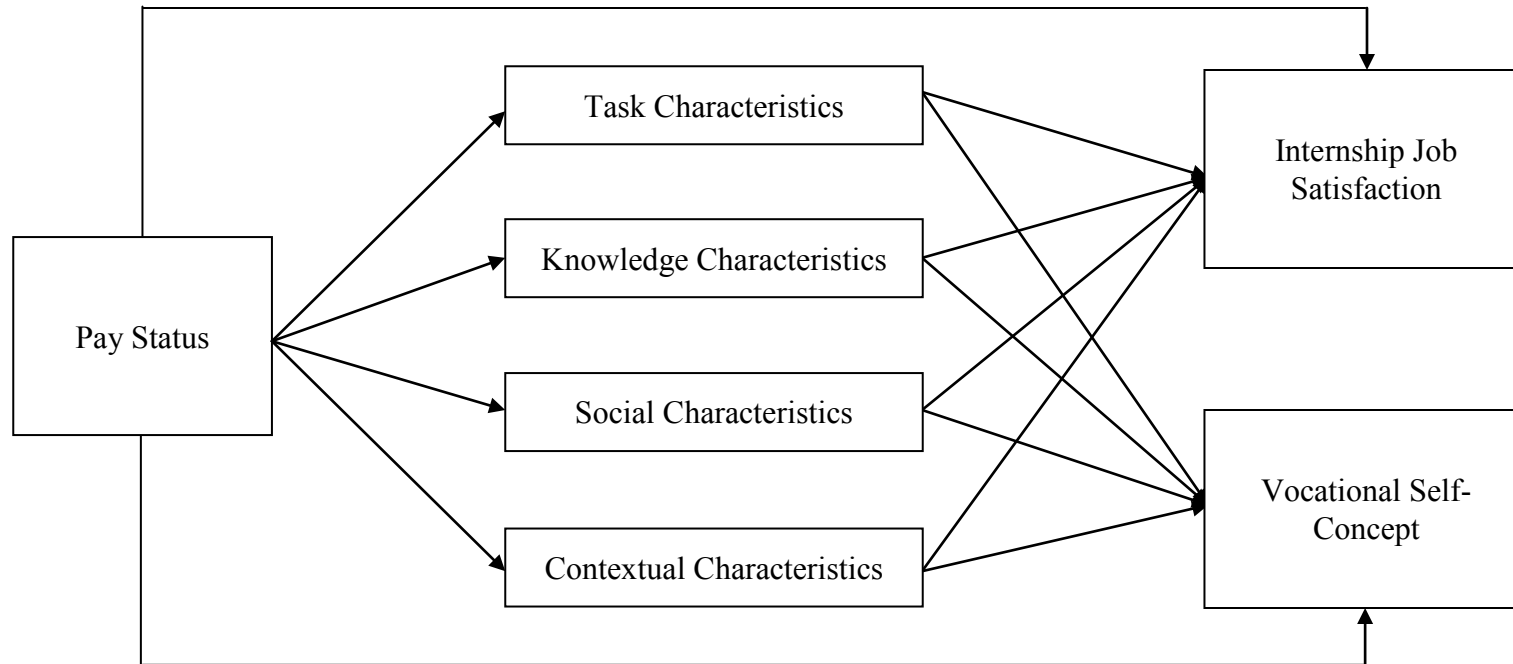 Pay Status
Task Characteristics
Knowledge Characteristics
Social Characteristics
Contextual Characteristics
Internship Job
Satisfaction
Vocational Self-
Concept